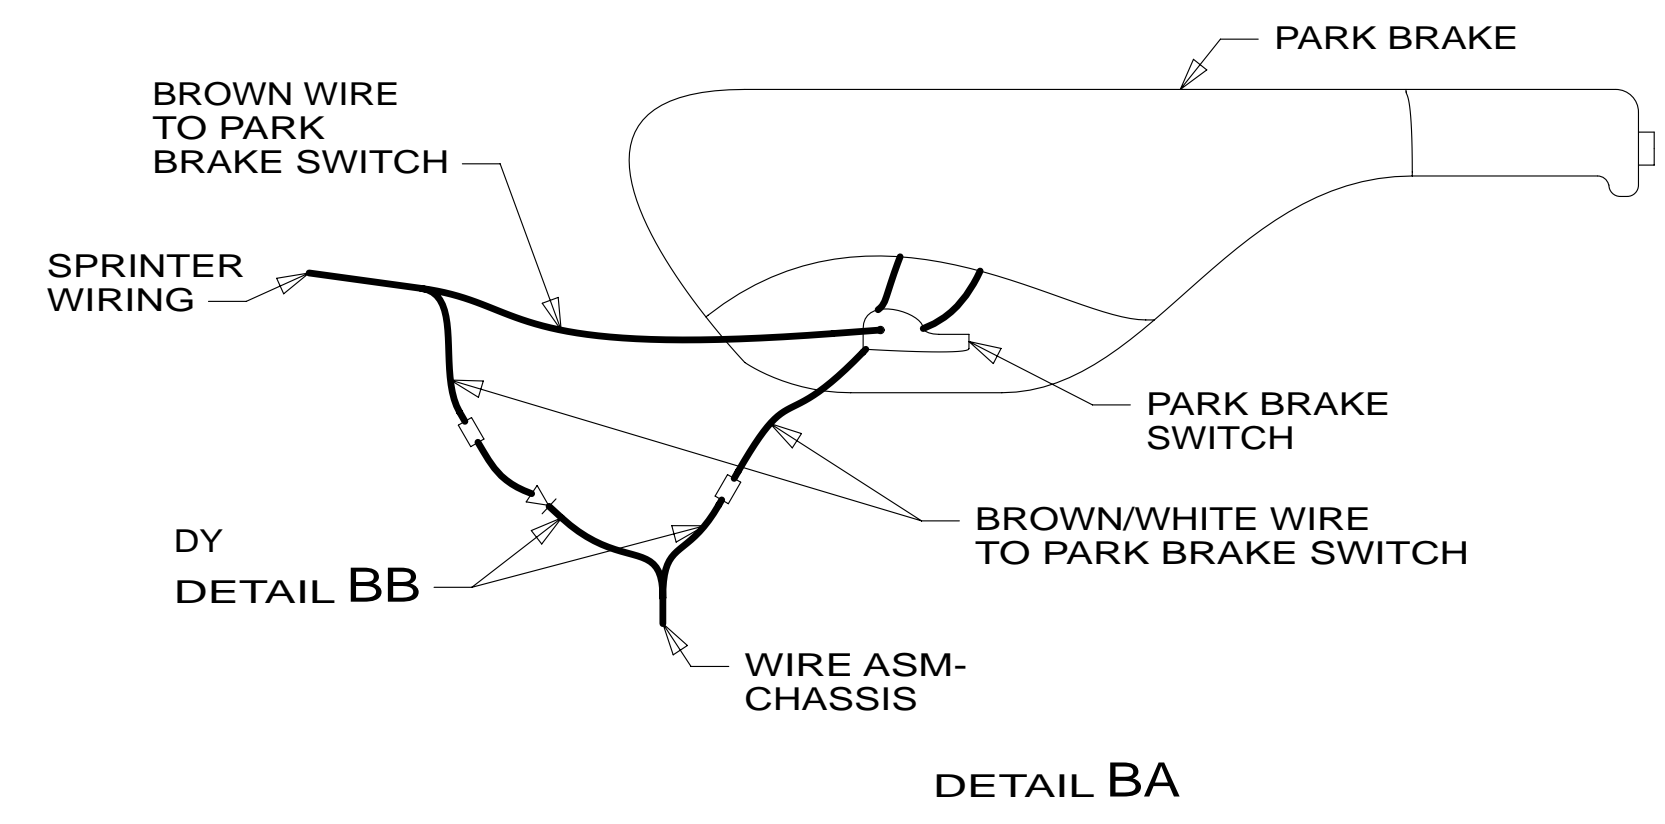 PARK BRAKE
BROWN WIRE
TO PARK
BRAKE SWITCH
SPRINTER
WIRING
PARK BRAKE
SWITCH
BROWN/WHITE WIRE
TO PARK BRAKE SWITCH
DY
DETAIL BB
WIRE ASM-
CHASSIS
DETAIL BA